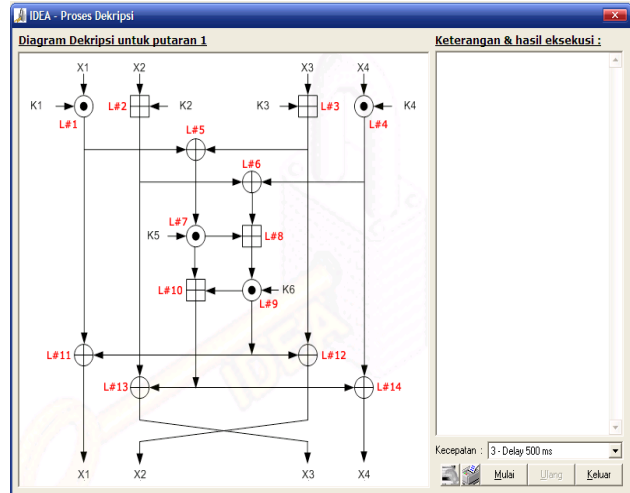 IDEA - Proses Dekripsi
Diagram Dekripsi untuk putaran 1
Keterangan & hasil eksekusi :
X1 X2 X3 X4
K1 L#2 K2 K3 L#3 K4
L#1 L#4
L#5
L#6
L#7
K5 L#8
L#10 K6
L#9
L#11 L#12
L#13 L#14
X1 X2 X3 X4
IDEA
Kecepatan : 3 - Delay 500 ms
Mulai Ulang Keluar